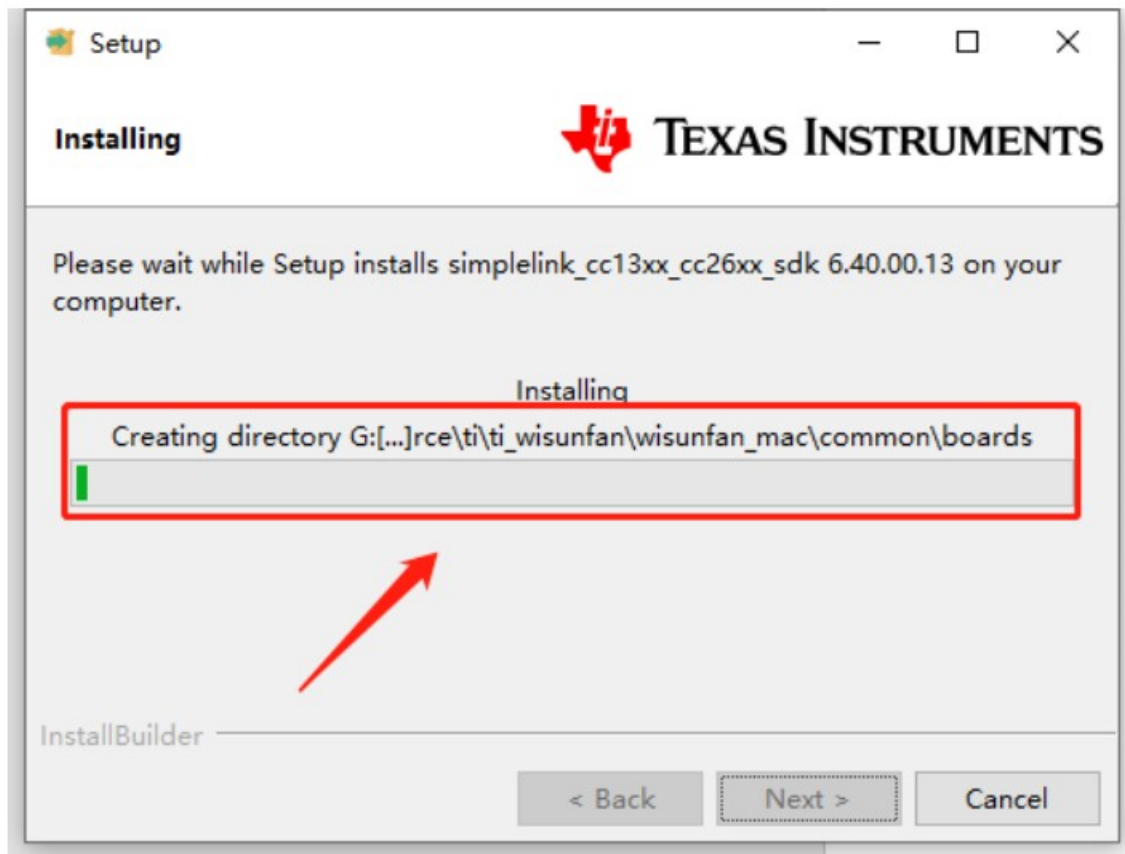 Setup
Installing
TEXAS INSTRUMENTS
Please wait while Setup installs simplelink_cc13xx_cc26xx_sdk 6.40.00.13 on your
computer.
Installing
Creating directory G:[...]rce\ti\ti_wisunfan\wisunfan_mac\common\boards
InstallBuilder
< Back
Next >
Cancel